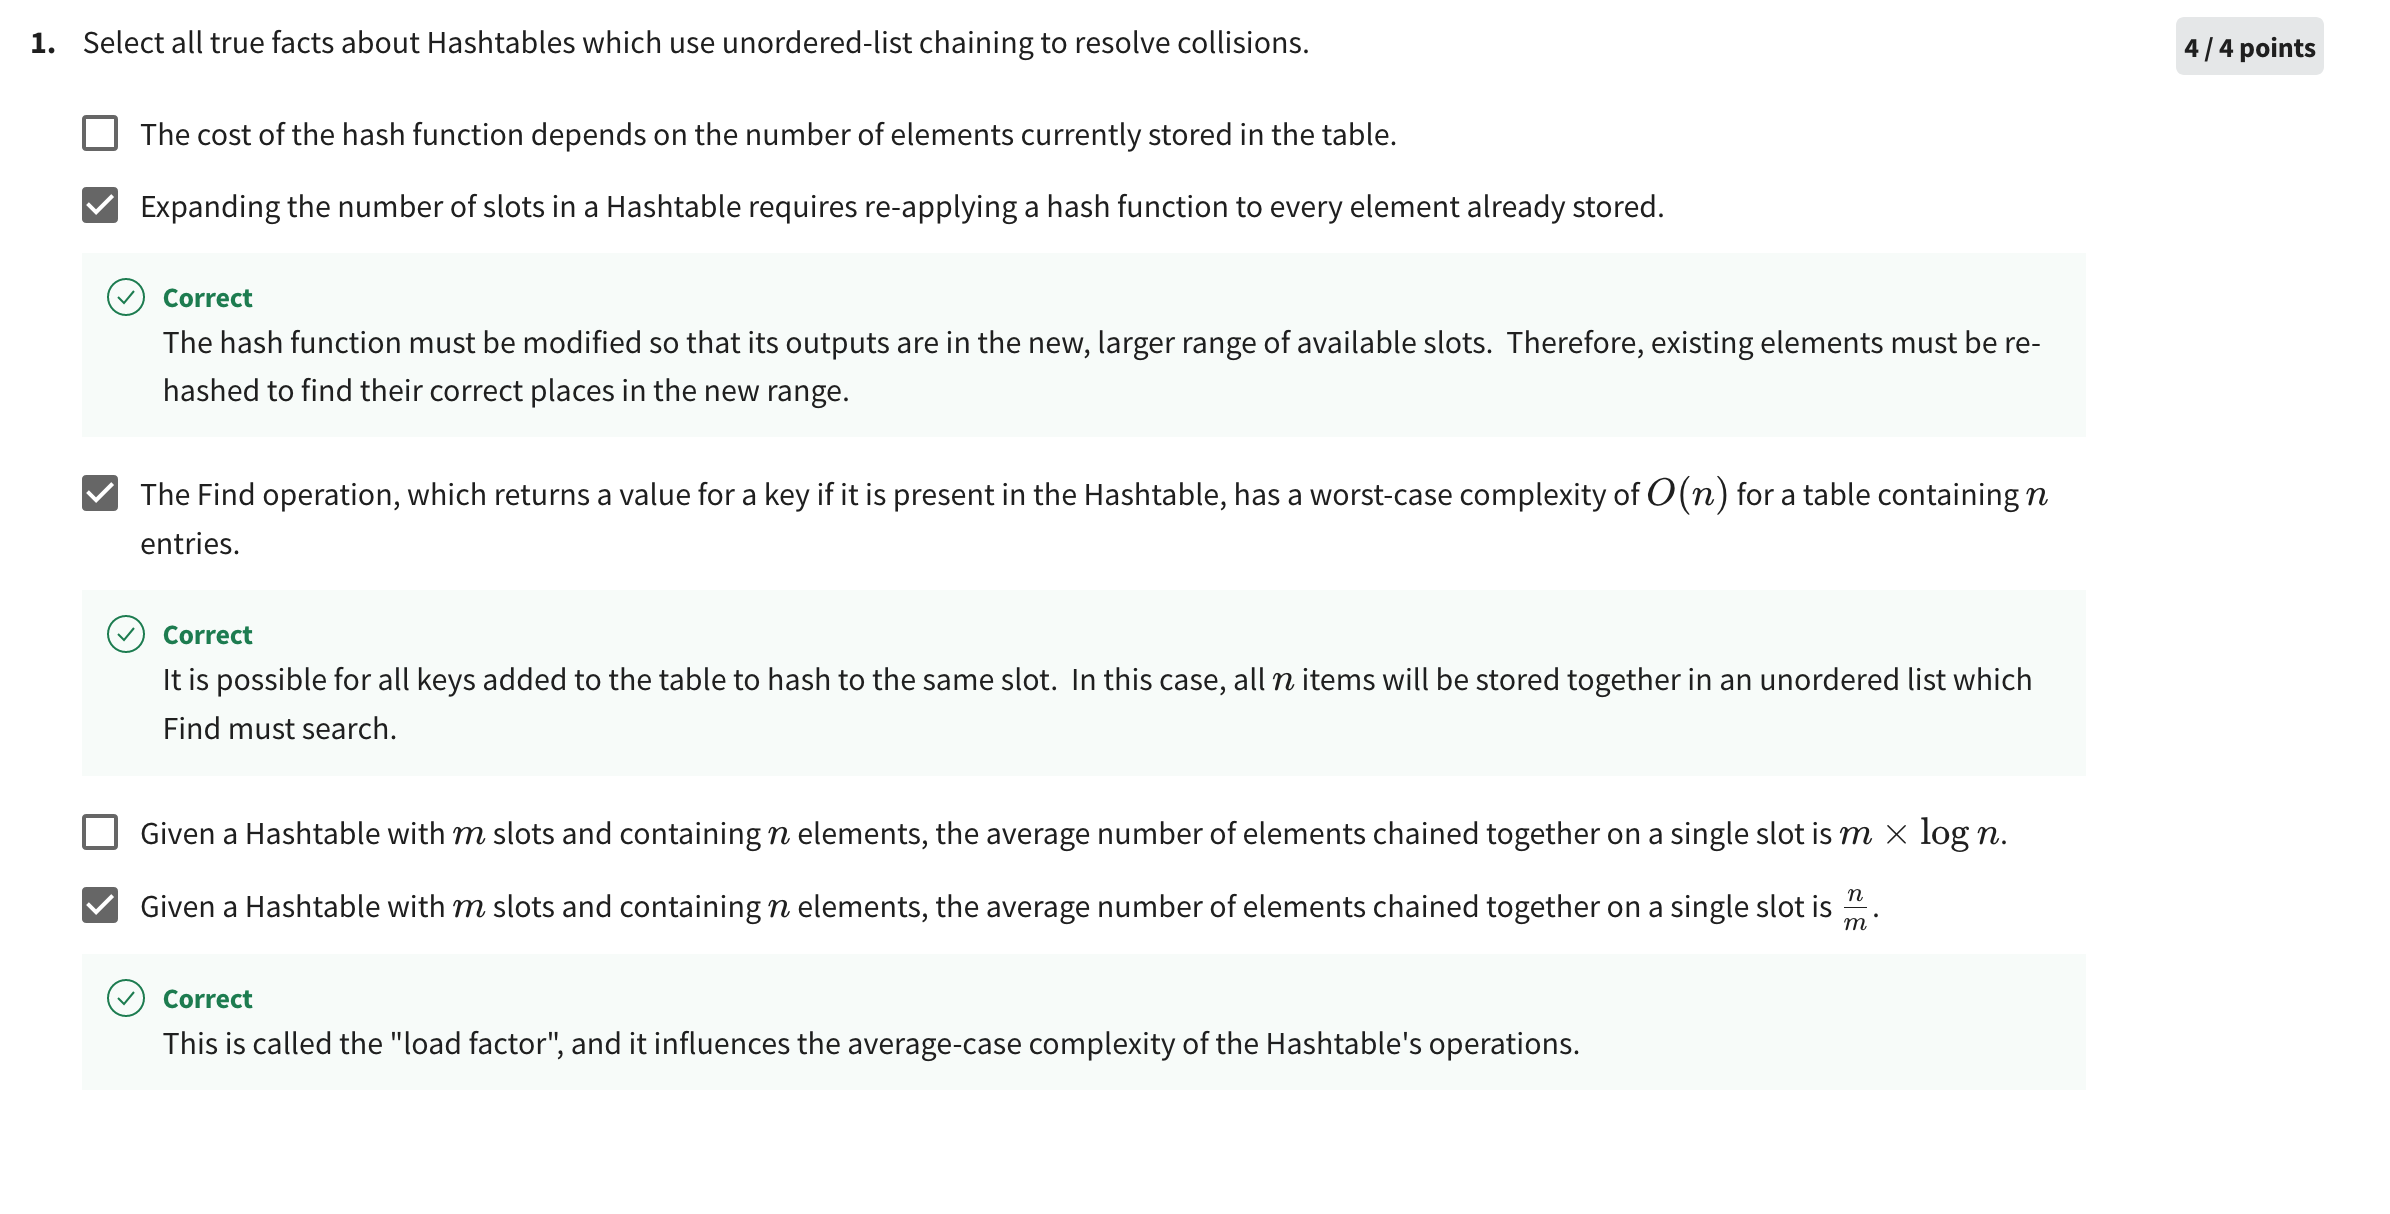 1. Select all true facts about Hashtables which use unordered-list chaining to resolve collisions.
4 / 4 points
The cost of the hash function depends on the number of elements currently stored in the table.
Expanding the number of slots in a Hashtable requires re-applying a hash function to every element already stored.
Correct
The hash function must be modified so that its outputs are in the new, larger range of available slots.  Therefore, existing elements must be re-
hashed to find their correct places in the new range.
The Find operation, which returns a value for a key if it is present in the Hashtable, has a worst-case complexity of O(n) for a table containing n
entries.
Correct
It is possible for all keys added to the table to hash to the same slot.  In this case, all n items will be stored together in an unordered list which
Find must search.
Given a Hashtable with m slots and containing n elements, the average number of elements chained together on a single slot is m × log n.
Given a Hashtable with m slots and containing n elements, the average number of elements chained together on a single slot is n/m.
Correct
This is called the "load factor", and it influences the average-case complexity of the Hashtable's operations.